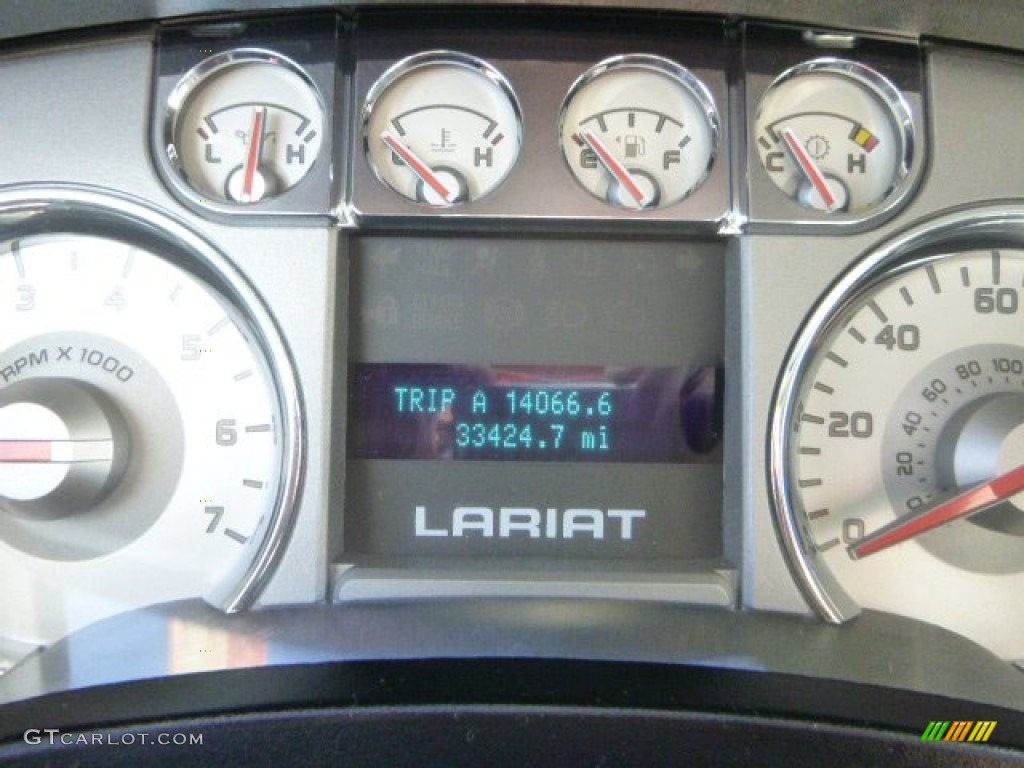 L H
C H
E F
C H
3 4 5 6 7
RPM X 1000
TRIP A 14066.6
33424.7 mi
LARIAT
0 20 40 60
20 40 60 80 100
GTCARLOT.COM